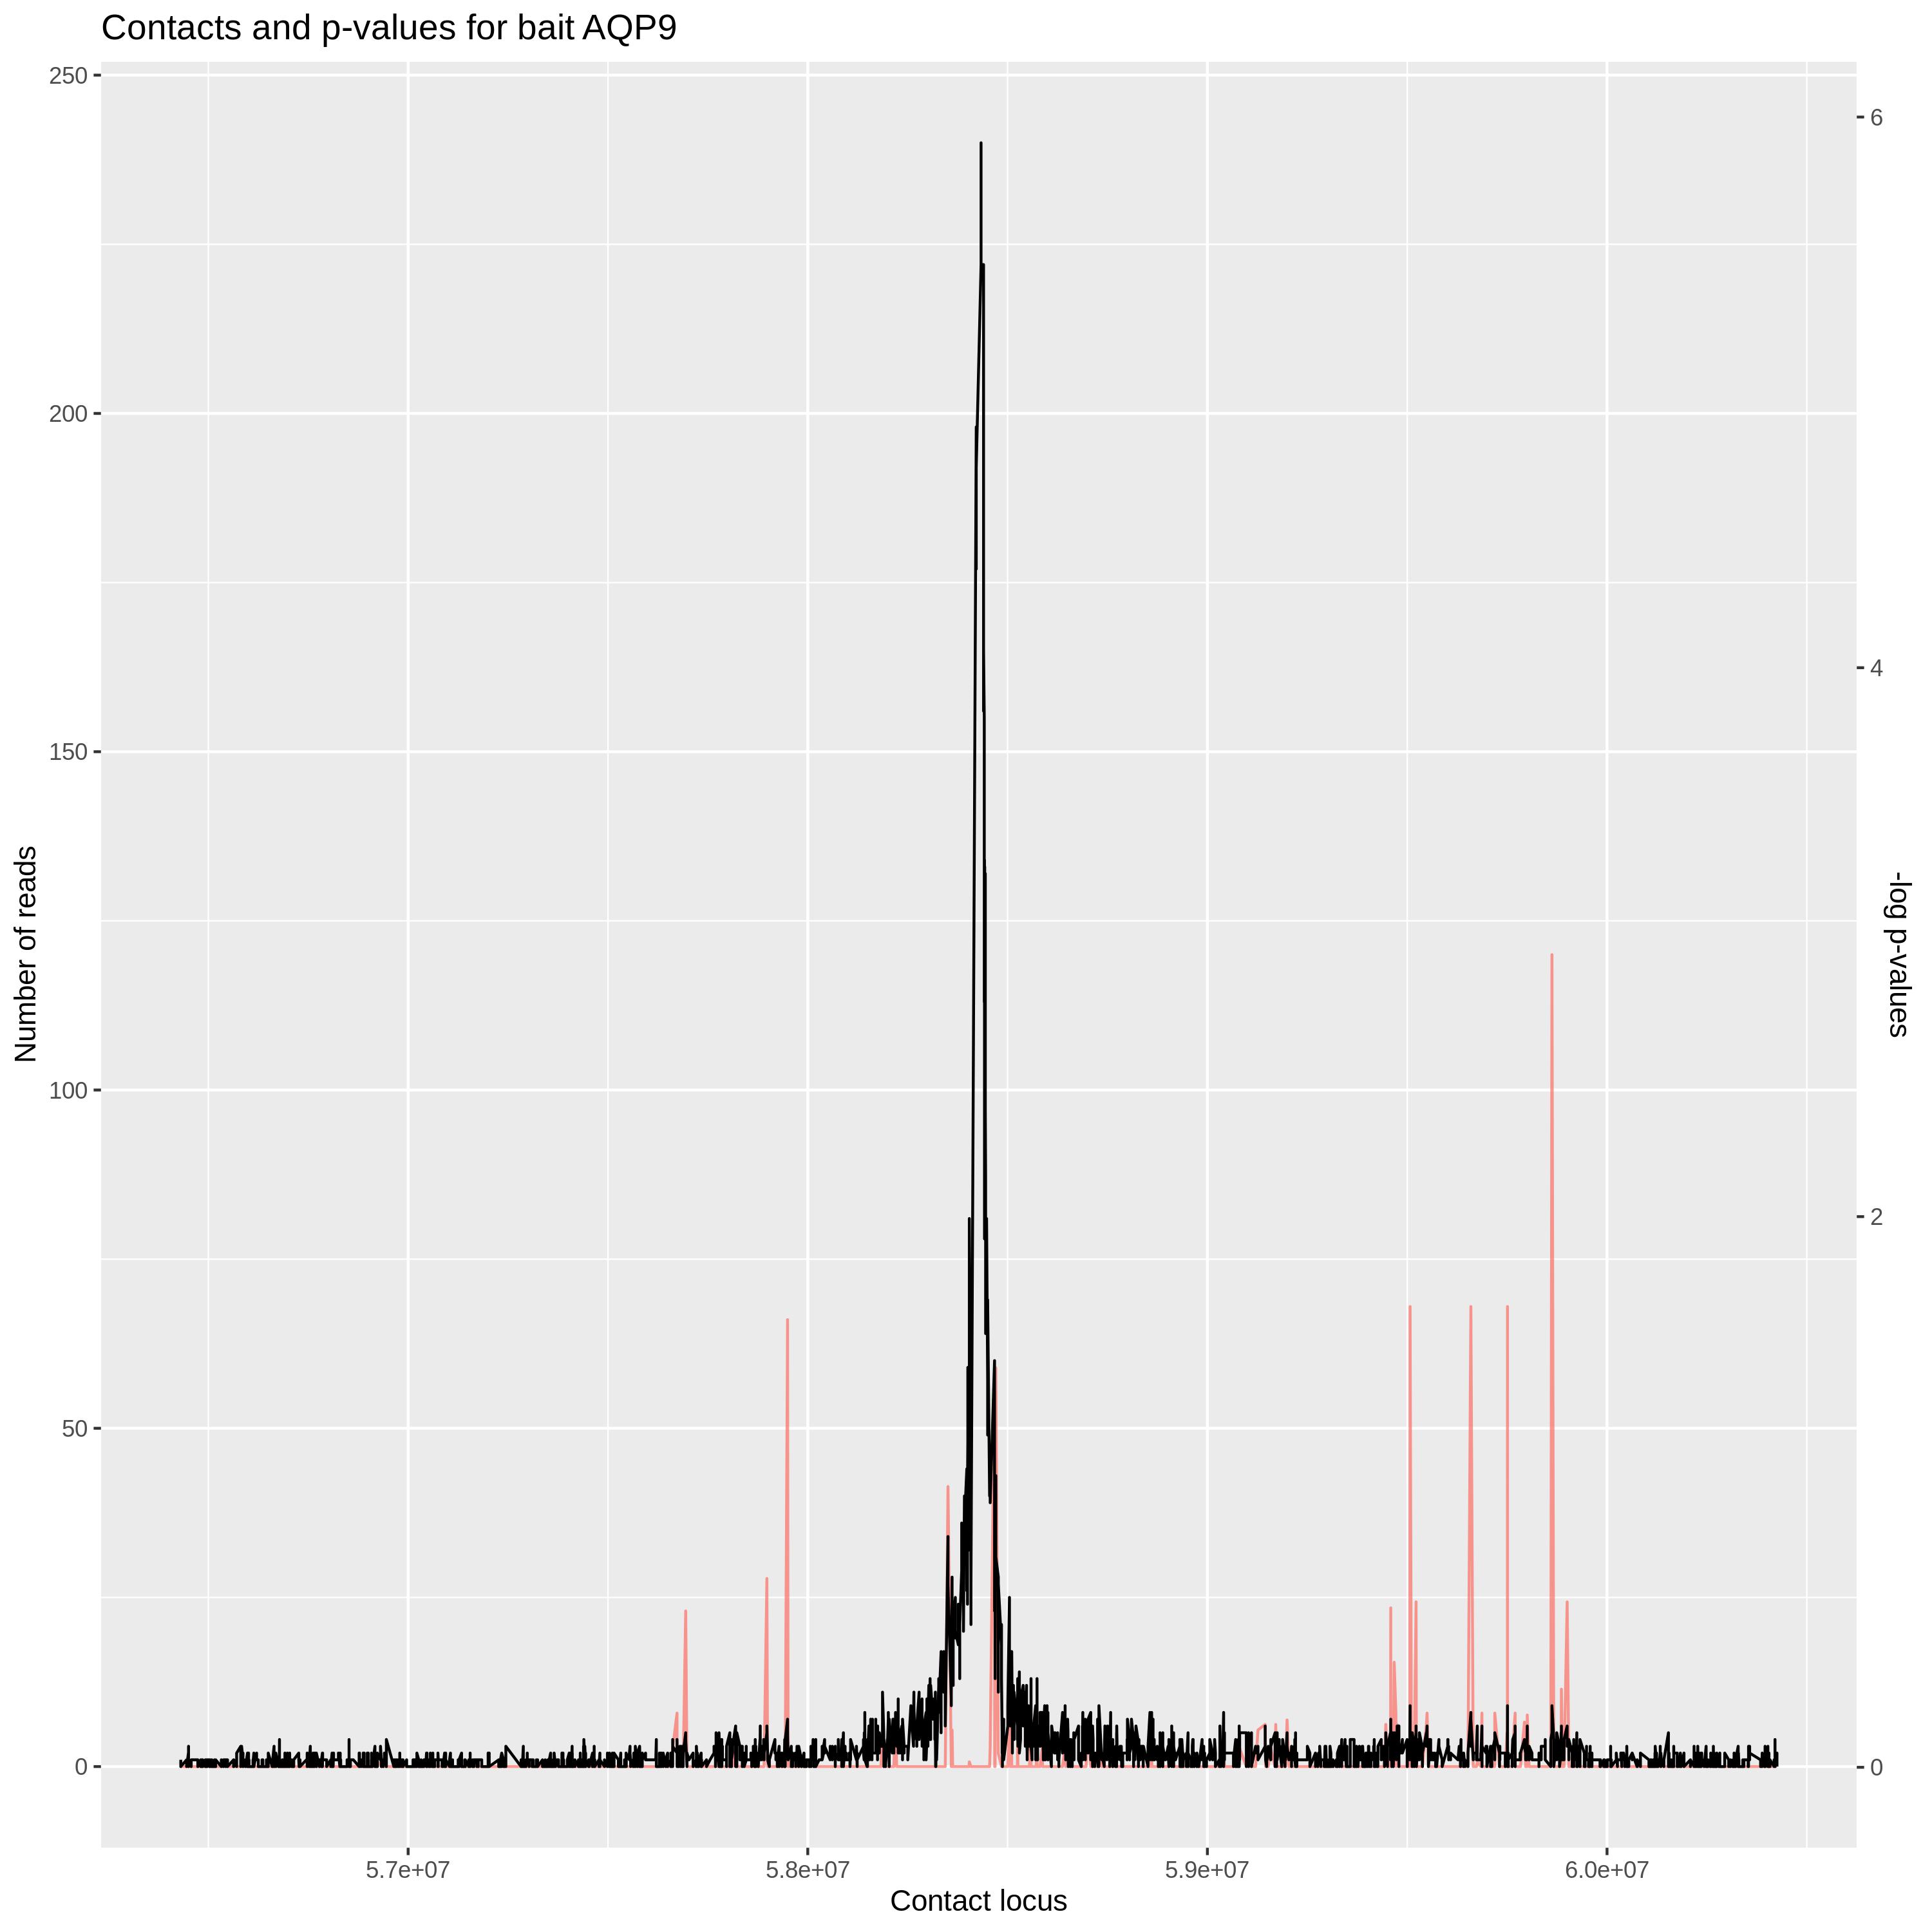 Contacts and p-values for bait AQP9
250
200
150
100
50
0
Number of reads
6
4
2
0
-log p-values
5.7e+07
5.8e+07
5.9e+07
6.0e+07
Contact locus